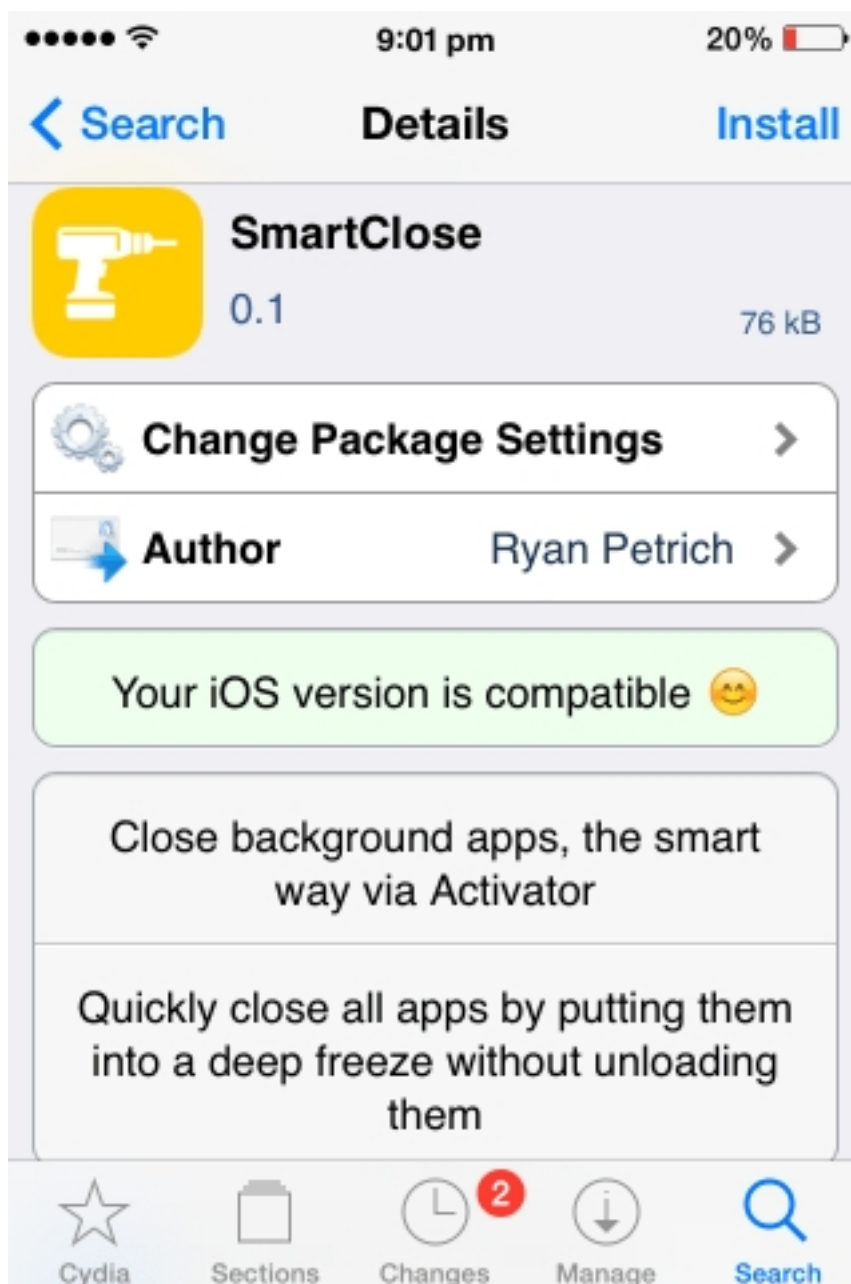 9:01 pm 20%
Search Details Install
SmartClose
0.1
76 kB
Change Package Settings
Author Ryan Petrich
Your iOS version is compatible 😊
Close background apps, the smart
way via Activator
Quickly close all apps by putting them
into a deep freeze without unloading
them
2
Cydia Sections Changes Manage Search